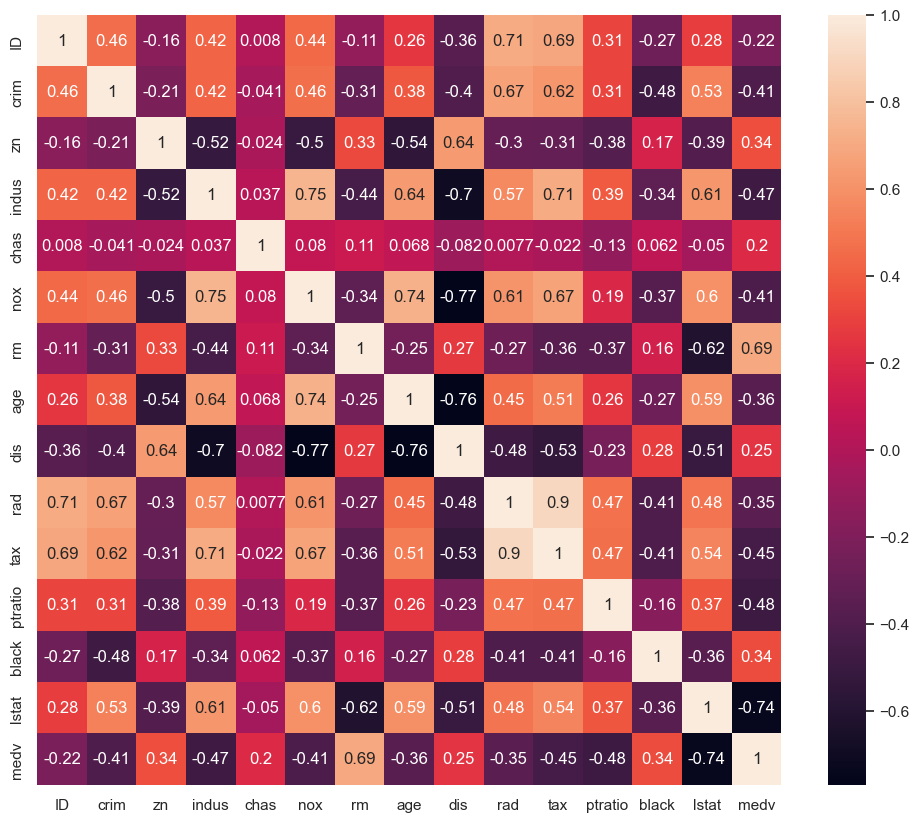 ID 1 0.46 -0.16 0.42 0.008 0.44 -0.11 0.26 -0.36 0.71 0.69 0.31 -0.27 0.28 -0.22
crim 0.46 1 -0.21 0.42 -0.041 0.46 -0.31 0.38 -0.4 0.67 0.62 0.31 -0.48 0.53 -0.41
zn -0.16 -0.21 1 -0.52 -0.024 -0.5 0.33 -0.54 0.64 -0.3 -0.31 -0.38 0.17 -0.39 0.34
indus 0.42 0.42 -0.52 1 0.037 0.75 -0.44 0.64 -0.7 0.57 0.71 0.39 -0.34 0.61 -0.47
chas 0.008 -0.041 -0.024 0.037 1 0.08 0.11 0.068 -0.082 0.0077 -0.022 -0.13 0.062 -0.05 0.2
nox 0.44 0.46 -0.5 0.75 0.08 1 -0.34 0.74 -0.77 0.61 0.67 0.19 -0.37 0.6 -0.41
rm -0.11 -0.31 0.33 -0.44 0.11 -0.34 1 -0.25 0.27 -0.27 -0.36 -0.37 0.16 -0.62 0.69
age 0.26 0.38 -0.54 0.64 0.068 0.74 -0.25 1 -0.76 0.45 0.51 0.26 -0.27 0.59 -0.36
dis -0.36 -0.4 0.64 -0.7 -0.082 -0.77 0.27 -0.76 1 -0.48 -0.53 -0.23 0.28 -0.51 0.25
rad 0.71 0.67 -0.3 0.57 0.0077 0.61 -0.27 0.45 -0.48 1 0.9 0.47 -0.41 0.48 -0.35
tax 0.69 0.62 -0.31 0.71 -0.022 0.67 -0.36 0.51 -0.53 0.9 1 0.47 -0.41 0.54 -0.45
ptratio 0.31 0.31 -0.38 0.39 -0.13 0.19 -0.37 0.26 -0.23 0.47 0.47 1 -0.16 0.37 -0.48
black -0.27 -0.48 0.17 -0.34 0.062 -0.37 0.16 -0.27 0.28 -0.41 -0.41 -0.16 1 -0.36 0.34
lstat 0.28 0.53 -0.39 0.61 -0.05 0.6 -0.62 0.59 -0.51 0.48 0.54 0.37 -0.36 1 -0.74
medv -0.22 -0.41 0.34 -0.47 0.2 -0.41 0.69 -0.36 0.25 -0.35 -0.45 -0.48 0.34 -0.74 1
ID crim zn indus chas nox rm age dis rad tax ptratio black lstat medv
1.0
0.8
0.6
0.4
0.2
0.0
-0.2
-0.4
-0.6